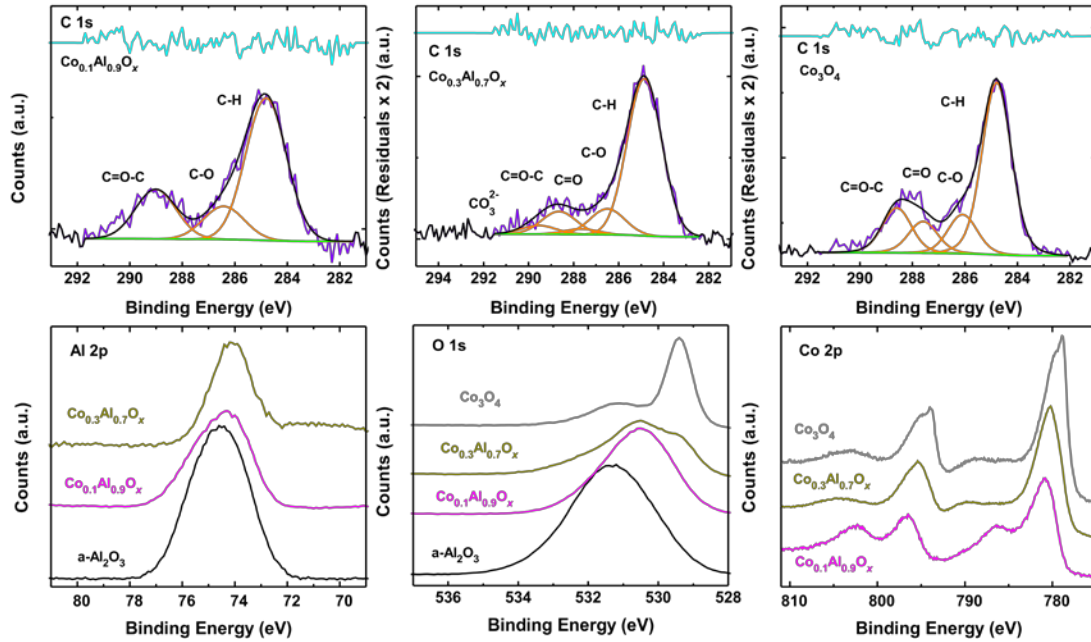 C 1s
Co0.1Al0.9Ox
C-H
C-O
C=O-C
Counts (a.u.)
292 290 288 286 284 282
Binding Energy (eV)
C 1s
Co0.3Al0.7Ox
C-H
C-O
C=O
C=O-C
CO3^2-
Counts (Residuals x 2) (a.u.)
294 292 290 288 286 284 282
Binding Energy (eV)
C 1s
Co3O4
C-H
C=O
C-O
C=O-C
Counts (Residuals x 2) (a.u.)
292 290 288 286 284 282
Binding Energy (eV)
Al 2p
Co0.3Al0.7Ox
Co0.1Al0.9Ox
a-Al2O3
Counts (a.u.)
80 78 76 74 72 70
Binding Energy (eV)
O 1s
Co3O4
Co0.3Al0.7Ox
Co0.1Al0.9Ox
a-Al2O3
Counts (a.u.)
536 534 532 530 528
Binding Energy (eV)
Co 2p
Co3O4
Co0.3Al0.7Ox
Co0.1Al0.9Ox
Counts (a.u.)
810 800 790 780
Binding Energy (eV)